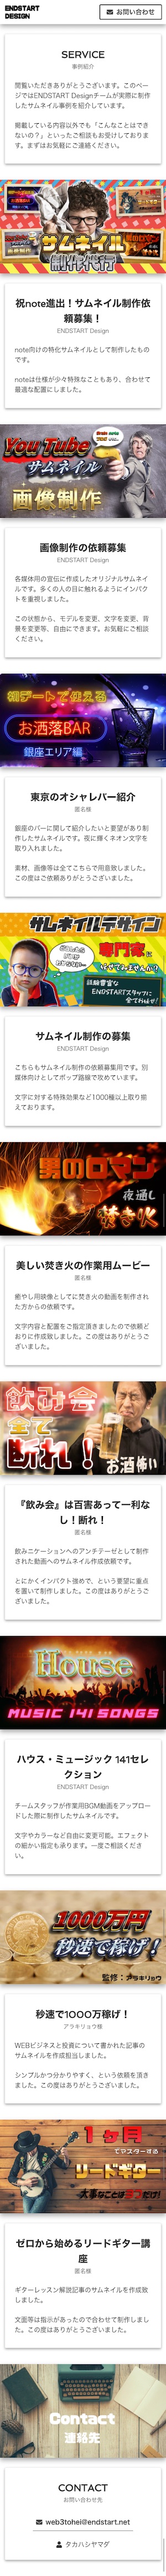 ENDSTART
DESIGN
お問い合わせ
SERVICE
事例紹介
閲覧いただきありがとうございます。このペー
ジではENDSTART Designチームが実際に制作
したサムネイル事例を紹介しています。
掲載している内容以外でも『こんなことはできな
いの？』といったご相談もお受けしておりま
す。まずはお気軽にご連絡ください。
サムネイル
制作代行
祝note進出！サムネイル制作依
頼募集！
ENDSTART Design
note向けの特化サムネイルとして制作したもの
です。
noteは仕様が少々特殊なこともあり、合わせて
最適な配置にしました。
You Tube
サムネイル
画像制作
画像制作の依頼募集
ENDSTART Design
各媒体用の宣伝に作成したオリジナルサムネイ
ルです。多くの人の目に触れるようにインパク
トを重視しました。
この状態から、モデルを変更、文字を変更、背
景を変更等、自由にできます。お気軽にご相談
ください。
初デートで使える
お洒落BAR
銀座エリア編
東京のオシャレバー紹介
匿名様
銀座のバーに関して紹介したいと要望があり制
作したサムネイルです。夜に輝くネオン文字を
取り入れました。
素材、画像等は全てこちらで用意致しました。
この度はご依頼ありがとうございました。
サムネイルデザイン
専門家に
サムネイル制作の募集
ENDSTART Design
こちらもサムネイル制作の依頼募集用です。別
媒体向けとしてポップ路線で攻めています。
文字に対する特殊効果など1000種以上取り揃
えております。
男のロマン
夜通し
焚き火
美しい焚き火の作業用ムービー
匿名様
癒やし用映像としてに焚き火の動画を制作され
た方からの依頼です。
文字内容と配置をご指定頂きましたので依頼ど
おりに作成致しました。この度はありがとうご
ざいました。
飲み会
全て
断れ！
お酒怖い
『飲み会』は百害あって一利な
し！断れ！
匿名様
飲みニケーションへのアンチテーゼとして制作
された動画へのサムネイル作成依頼です。
とにかくインパクト強めで、という要望に重点
を置いて制作しました。この度はありがとうご
ざいました。
House
MUSIC 141 SONGS
ハウス・ミュージック 141セレ
クション
ENDSTART Design
チームスタッフが作業用BGM動画をアップロー
ドした際に制作したサムネイルです。
文字やカラーなど自由に変更可能。エフェクト
の細かい指定も承ります。一度ご相談くださ
い。
1000万円
秒速で稼げ！
監修：アラキリョウ
秒速で1000万稼げ！
アラキリョウ様
WEBビジネスと投資について書かれた記事の
サムネイルを作成担当しました。
シンプルかつ分かりやすく、という依頼を頂き
ました。この度はありがとうございました。
１ヶ月
でマスターする
リードギター
大事なことは3つだけ！
ゼロから始めるリードギター講
座
匿名様
ギターレッスン解説記事のサムネイルを作成致
しました。
文面等は指示があったので合わせて制作しまし
た。この度はありがとうございました。
Contact
連絡先
CONTACT
お問い合わせ先
web3tohei@endstart.net
タカハシヤマダ